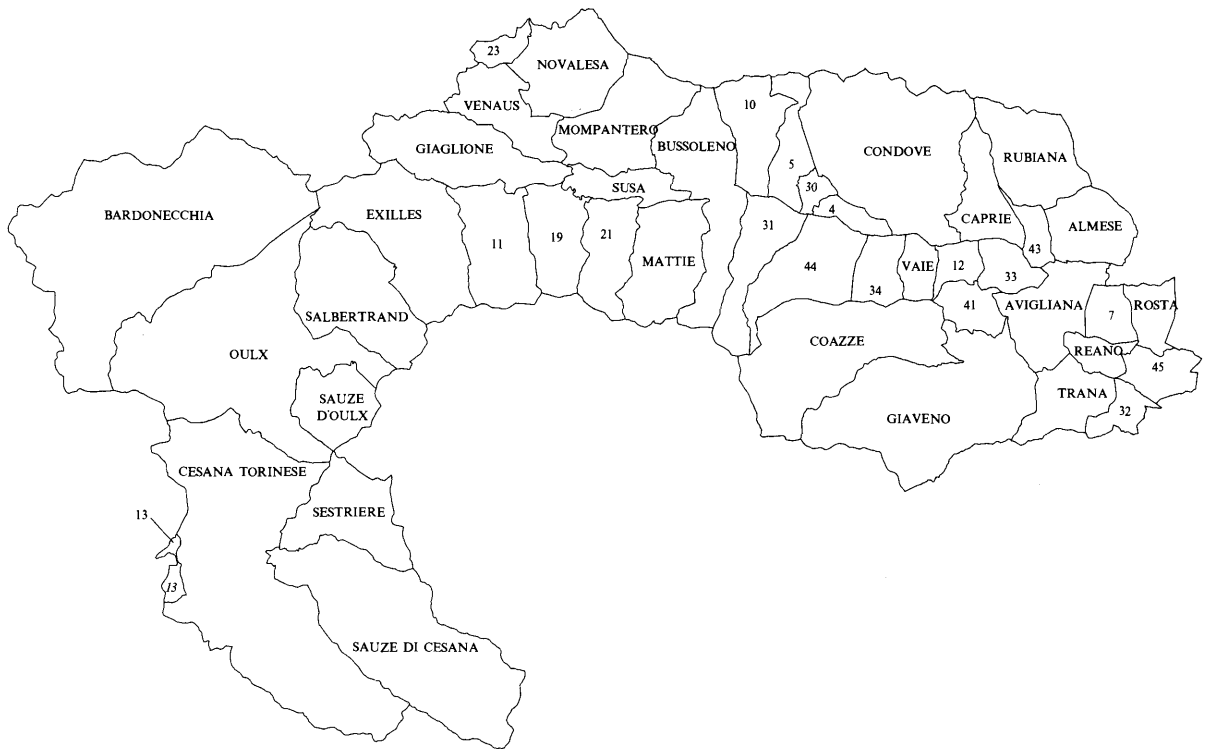 23
NOVALESA
VENAUS
10
MOMPANTERO
BUSSOLENO
GIAGLIONE
CONDOVE
RUBIANA
5
30
SUSA
4
BARDONECCHIA
EXILLES
CAPRIE
ALMESE
11
19
21
31
43
MATTIE
44
VAIE
12
33
34
41
AVIGLIANA
ROSTA
7
SALBERTRAND
OULX
COAZZE
REANO
45
SAUZE
D'OULX
TRANA
32
GIAVENO
CESANA TORINESE
SESTRIERE
13
13
SAUZE DI CESANA